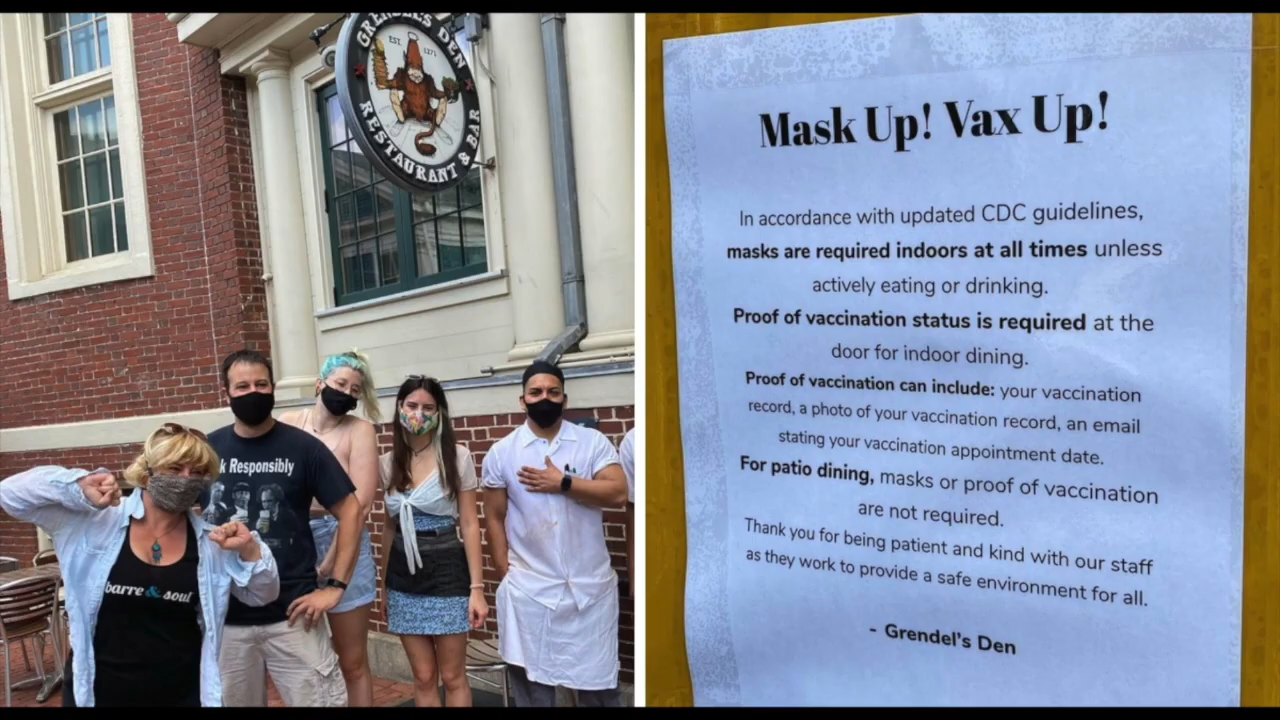 GRENDEL'S DEN
EST. 1271
RESTAURANT & BAR
k Responsibly
barre & soul
Mask Up! Vax Up!
In accordance with updated CDC guidelines,
masks are required indoors at all times unless
actively eating or drinking.
Proof of vaccination status is required at the
door for indoor dining.
Proof of vaccination can include: your vaccination
record, a photo of your vaccination record, an email
stating your vaccination appointment date.
For patio dining, masks or proof of vaccination
are not required.
Thank you for being patient and kind with our staff
as they work to provide a safe environment for all.
- Grendel's Den